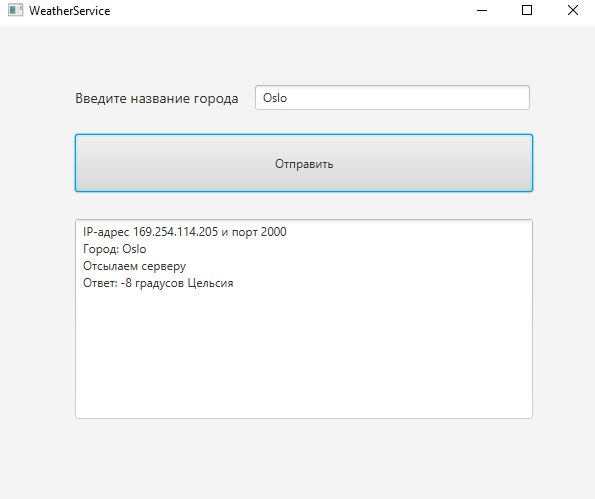 WeatherService
Введите название города Oslo
Отправить
IP-адрес 169.254.114.205 и порт 2000
Город: Oslo
Отсылаем серверу
Ответ: -8 градусов Цельсия